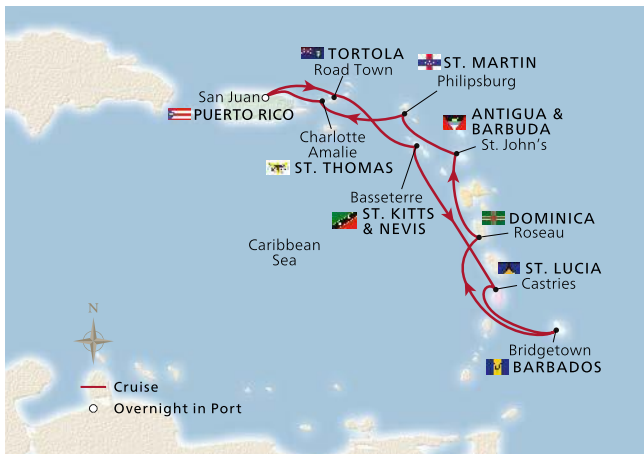 TORTOLA
Road Town
ST. MARTIN
Philipsburg
San Juano
PUERTO RICO
ANTIGUA &
BARBUDA
St. John's
Charlotte
Amalie
ST. THOMAS
Basseterre
ST. KITTS
& NEVIS
DOMINICA
Roseau
Caribbean
Sea
ST. LUCIA
Castries
N
Bridgetown
BARBADOS
Cruise
Overnight in Port